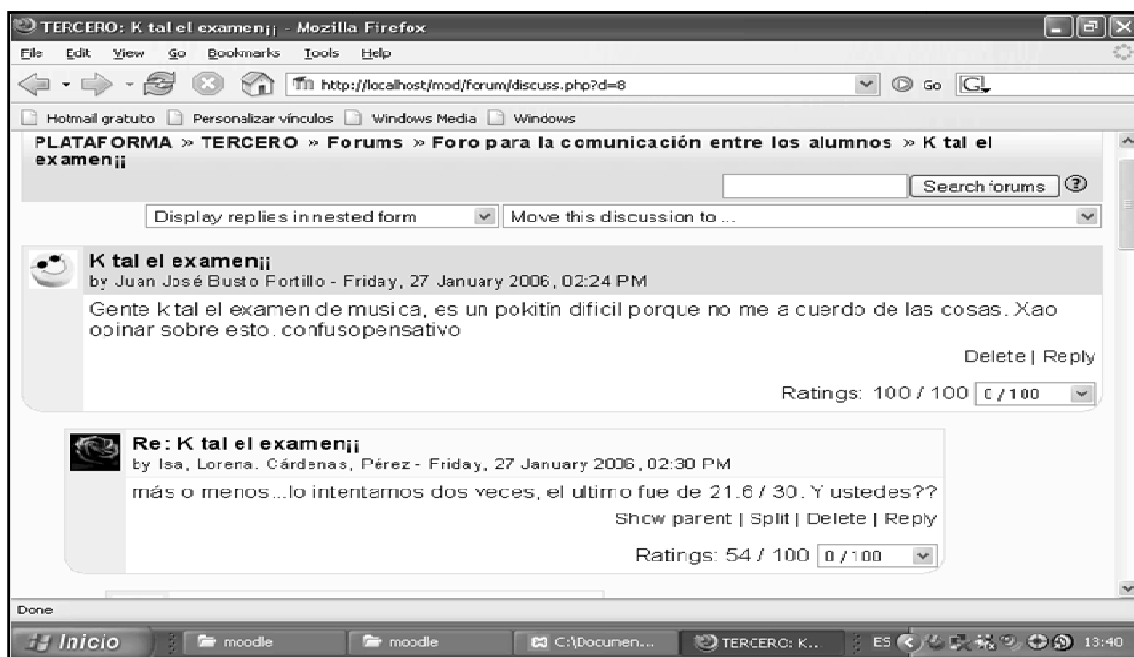 TERCERO: K tal el examen¡¡ - Mozilla Firefox
File Edit View Go Bookmarks Tools Help
http://localhost/mod/forum/discuss.php?d=8 Go
Hotmail gratuito Personalizar vínculos Windows Media Windows
PLATAFORMA » TERCERO » Forums » Foro para la comunicación entre los alumnos » K tal el
examen¡¡
Search forums ?
Display replies in nested form Move this discussion to ...
K tal el examen¡¡
by Juan José Busto Portillo - Friday, 27 January 2006, 02:24 PM
Gente k tal el examen de musica, es un pokitín dificil porque no me a cuerdo de las cosas. Xao
opinar sobre esto. confusopensativo
Delete | Reply
Ratings: 100 / 100 0 / 100
Re: K tal el examen¡¡
by Isa, Lorena. Cárdenas, Pérez - Friday, 27 January 2006, 02:30 PM
más o menos...lo intentamos dos veces, el ultimo fue de 21.6 / 30. Y ustedes??
Show parent | Split | Delete | Reply
Ratings: 54 / 100 0 / 100
Done
Inicio moodle moodle C:\Documen... TERCERO: K... ES 13:40